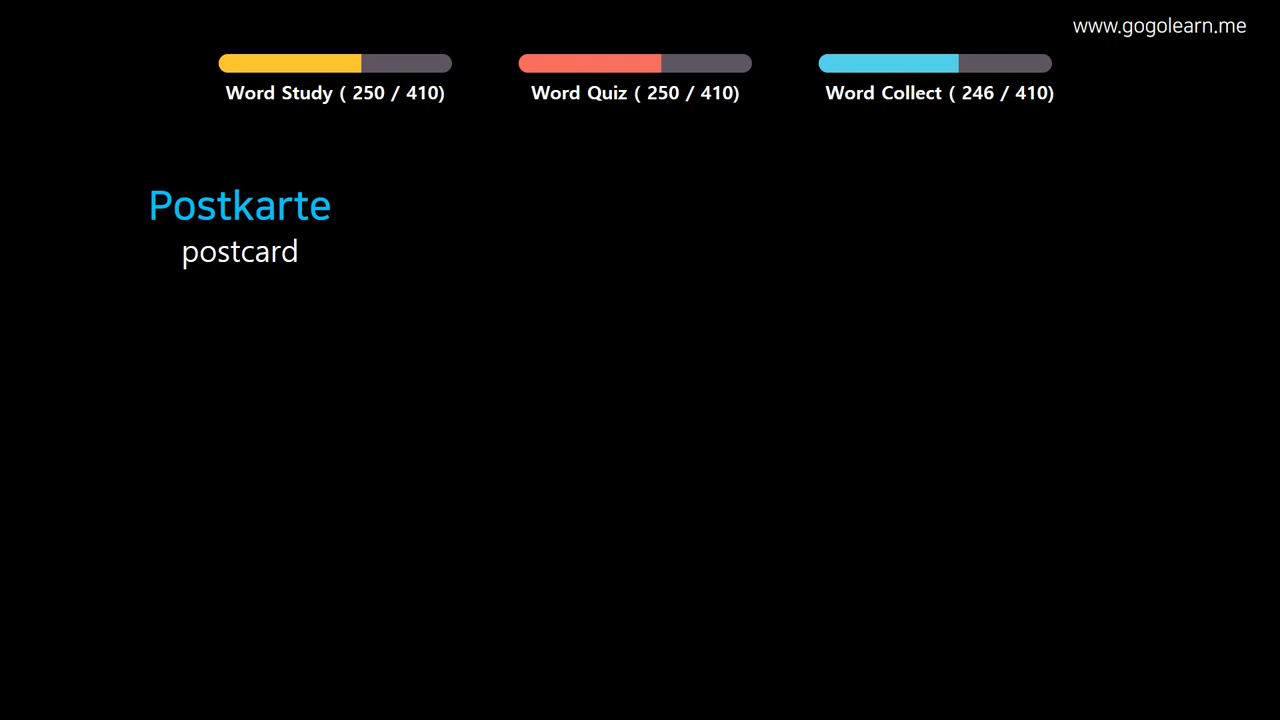 www.gogolearn.me
Word Study ( 250 / 410)
Word Quiz ( 250 / 410)
Word Collect ( 246 / 410)
Postkarte
postcard